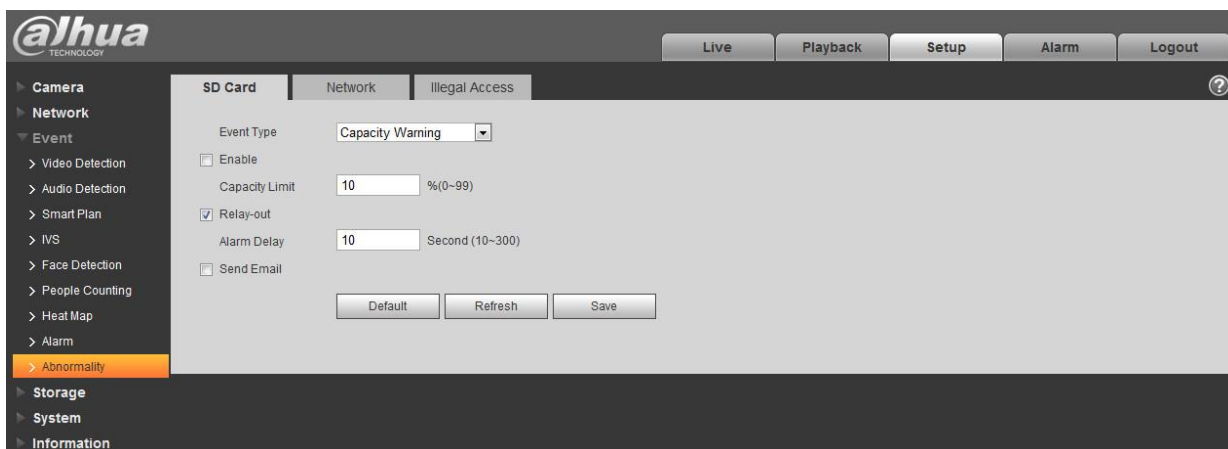 alhua
TECHNOLOGY
Live Playback Setup Alarm Logout
Camera
Network
Event
> Video Detection
> Audio Detection
> Smart Plan
> IVS
> Face Detection
> People Counting
> Heat Map
> Alarm
> Abnormality
Storage
System
Information
SD Card Network Illegal Access
?
Event Type Capacity Warning
Enable
Capacity Limit 10 %(0~99)
Relay-out
Alarm Delay 10 Second (10~300)
Send Email
Default Refresh Save